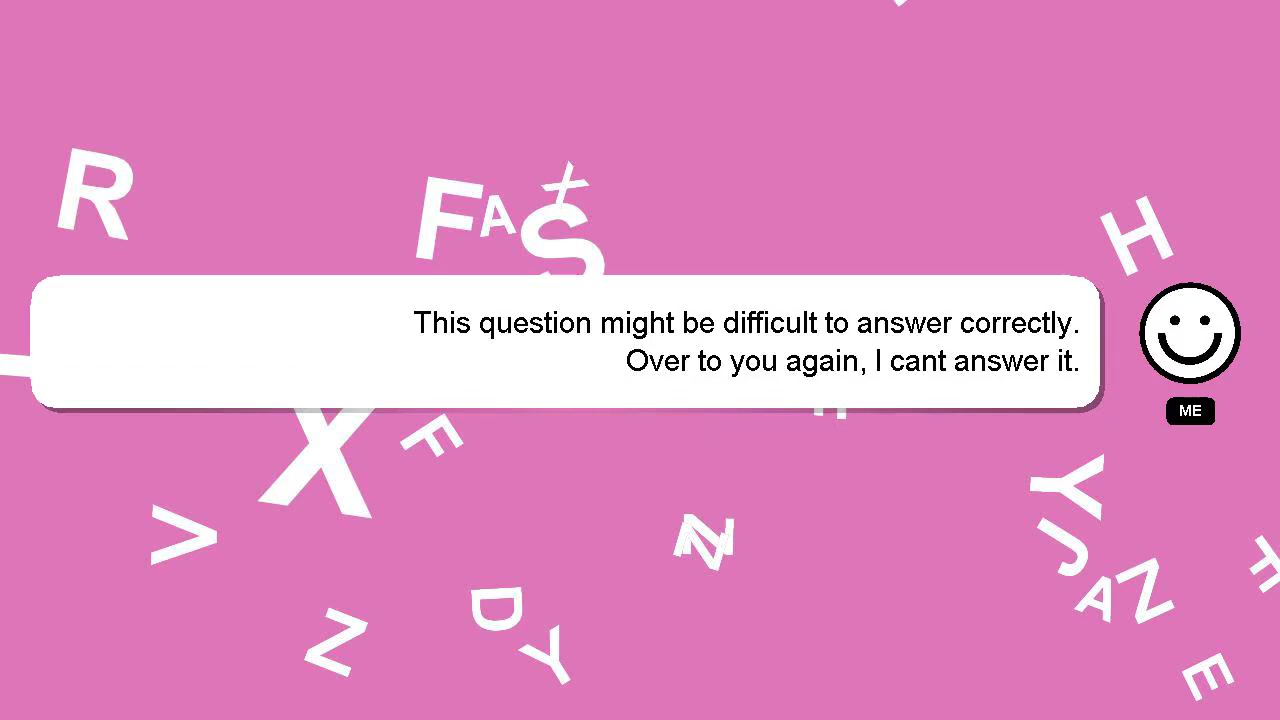 R
F
A
X
S
H
This question might be difficult to answer correctly.
Over to you again, I cant answer it.
ME
X
F
Y
V
N
Z
J
A
Z
F
D
Y
N
E